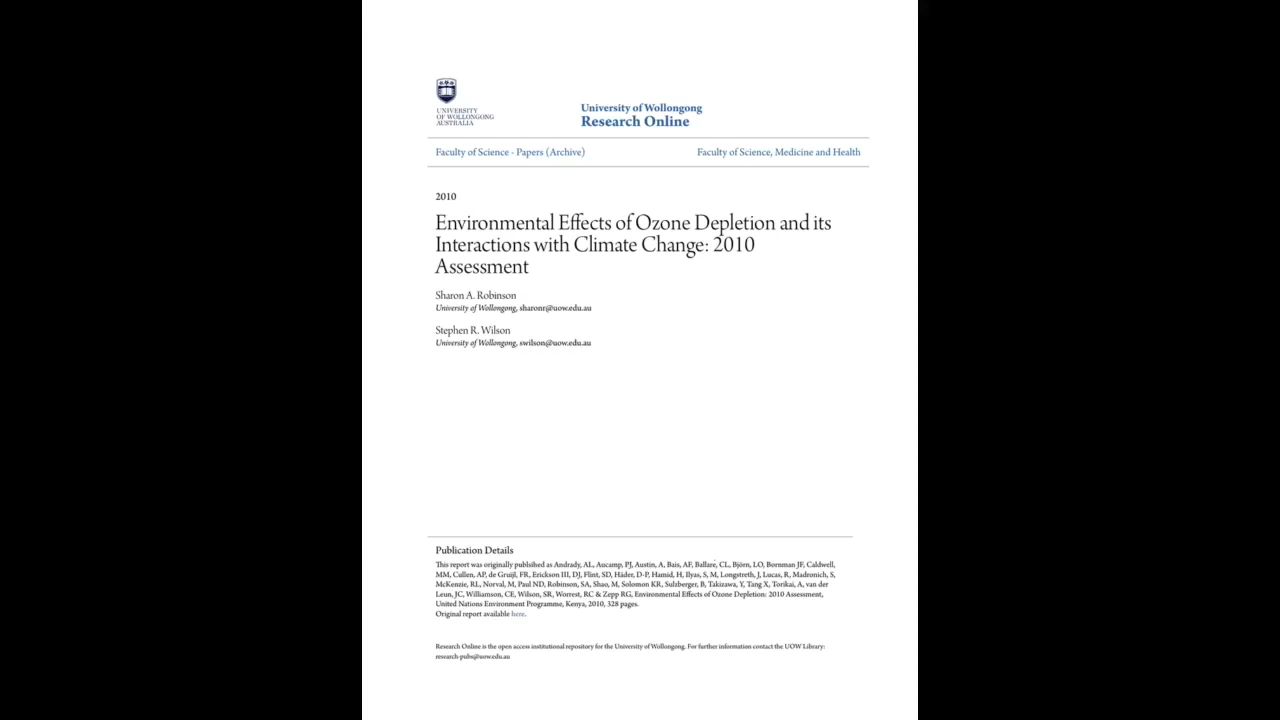 UNIVERSITY
OF WOLLONGONG
AUSTRALIA
University of Wollongong
Research Online
Faculty of Science - Papers (Archive)
Faculty of Science, Medicine and Health
2010
Environmental Effects of Ozone Depletion and its
Interactions with Climate Change: 2010
Assessment
Sharon A. Robinson
University of Wollongong, sharonr@uow.edu.au
Stephen R. Wilson
University of Wollongong, swilson@uow.edu.au
Publication Details
This report was originally publsibed as Andrady, AL, Aucamp, PJ, Austin, A, Bais, AF, Ballaré, CL, Björn, LO, Bornman JF, Caldwell,
MM, Cullen, AP, de Gruijl, FR, Erickson III, DJ, Flint, SD, Häder, D-P, Hamid, H, Ilyas, S, M, Longstreth, J, Lucas, R, Madronich, S,
McKenzie, RL, Norval, M, Paul ND, Robinson, SA, Shao, M, Solomon KR, Sulzberger, B, Takizawa, Y, Tang X, Torikai, A, van der
Leun, JC, Williamson, CE, Wilson, SR, Worrest, RC & Zepp RG, Environmental Effects of Ozone Depletion: 2010 Assessment,
United Nations Environment Programme, Kenya, 2010, 328 pages.
Original report available here.
Research Online is the open access institutional repository for the University of Wollongong. For further information contact the UOW Library:
research-pubs@uow.edu.au